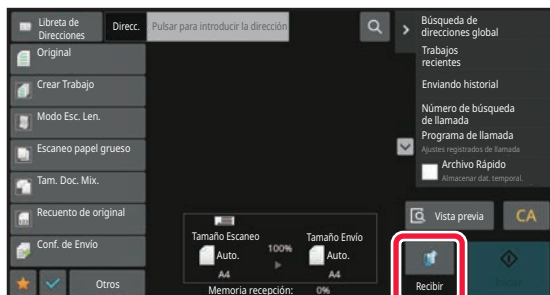 Libreta de
Direcciones
Direcc.
Pulsar para introducir la dirección
Original
Crear Trabajo
Modo Esc. Len.
Escaneo papel grueso
Tam. Doc. Mix.
Recuento de original
Conf. de Envío
Otros
Tamaño Escaneo
Auto.
A4
100%
Tamaño Envío
Auto.
A4
Memoria recepción: 0%
Búsqueda de
direcciones global
Trabajos
recientes
Enviando historial
Número de búsqueda
de llamada
Programa de llamada
Ajustes registrados de llamada
Archivo Rápido
Almacenar dat. temporal.
Vista previa
CA
Recibir